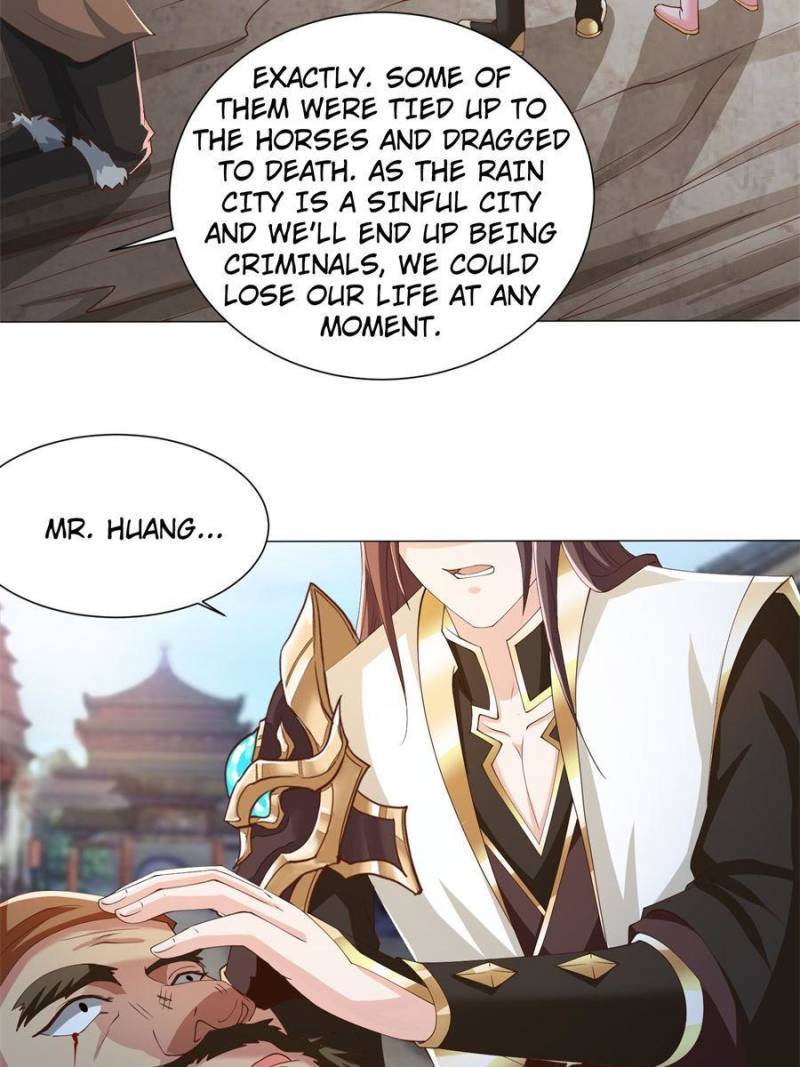 EXACTLY. SOME OF
THEM WERE TIED UP TO
THE HORSES AND DRAGGED
TO DEATH. AS THE RAIN
CITY IS A SINFUL CITY
AND WE'LL END UP BEING
CRIMINALS, WE COULD
LOSE OUR LIFE AT ANY
MOMENT.
MR. HUANG...